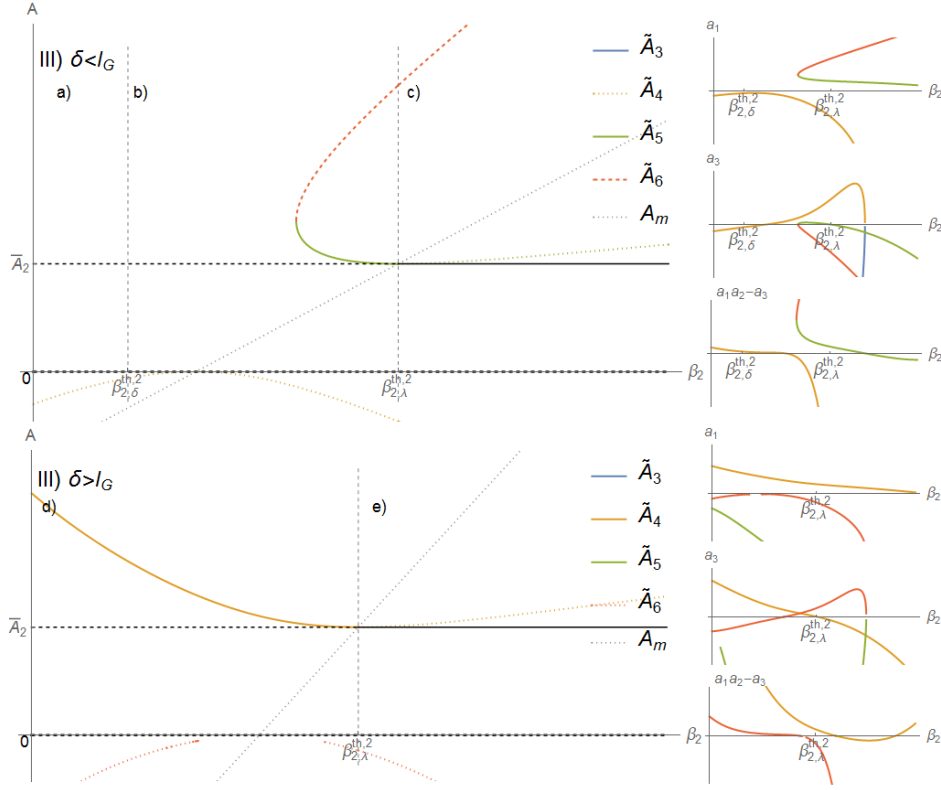 A
III) δ<I_G
a)
b)
c)
Ã_3
Ã_4
Ã_5
Ã_6
A_m
A̅_2
0
β_{2,δ}^{th,2}
β_{2,λ}^{th,2}
β_2
a_1
β_{2,δ}^{th,2}
β_{2,λ}^{th,2}
β_2
a_3
β_{2,δ}^{th,2}
β_{2,λ}^{th,2}
β_2
a_1a_2−a_3
β_{2,δ}^{th,2}
β_{2,λ}^{th,2}
β_2
A
III) δ>I_G
d)
e)
Ã_3
Ã_4
Ã_5
Ã_6
A_m
A̅_2
0
β_{2,λ}^{th,2}
β_2
a_1
β_{2,λ}^{th,2}
β_2
a_3
β_{2,λ}^{th,2}
β_2
a_1a_2−a_3
β_{2,λ}^{th,2}
β_2